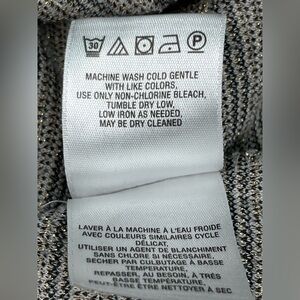 30 P
MACHINE WASH COLD GENTLE
WITH LIKE COLORS,
USE ONLY NON-CHLORINE BLEACH,
TUMBLE DRY LOW,
LOW IRON AS NEEDED,
MAY BE DRY CLEANED
LAVER À LA MACHINE À L'EAU FROIDE
AVEC COULEURS SIMILAIRES CYCLE
DÉLICAT,
UTILISER UN AGENT DE BLANCHIMENT
SANS CHLORE SI NÉCESSAIRE,
SÉCHER PAR CULBUTAGE À BASSE
TEMPÉRATURE,
REPASSER, AU BESOIN, À TRÈS
BASSE TEMPÉRATURE,
PEUT-ÊTRE ÊTRE NETTOYER À SEC